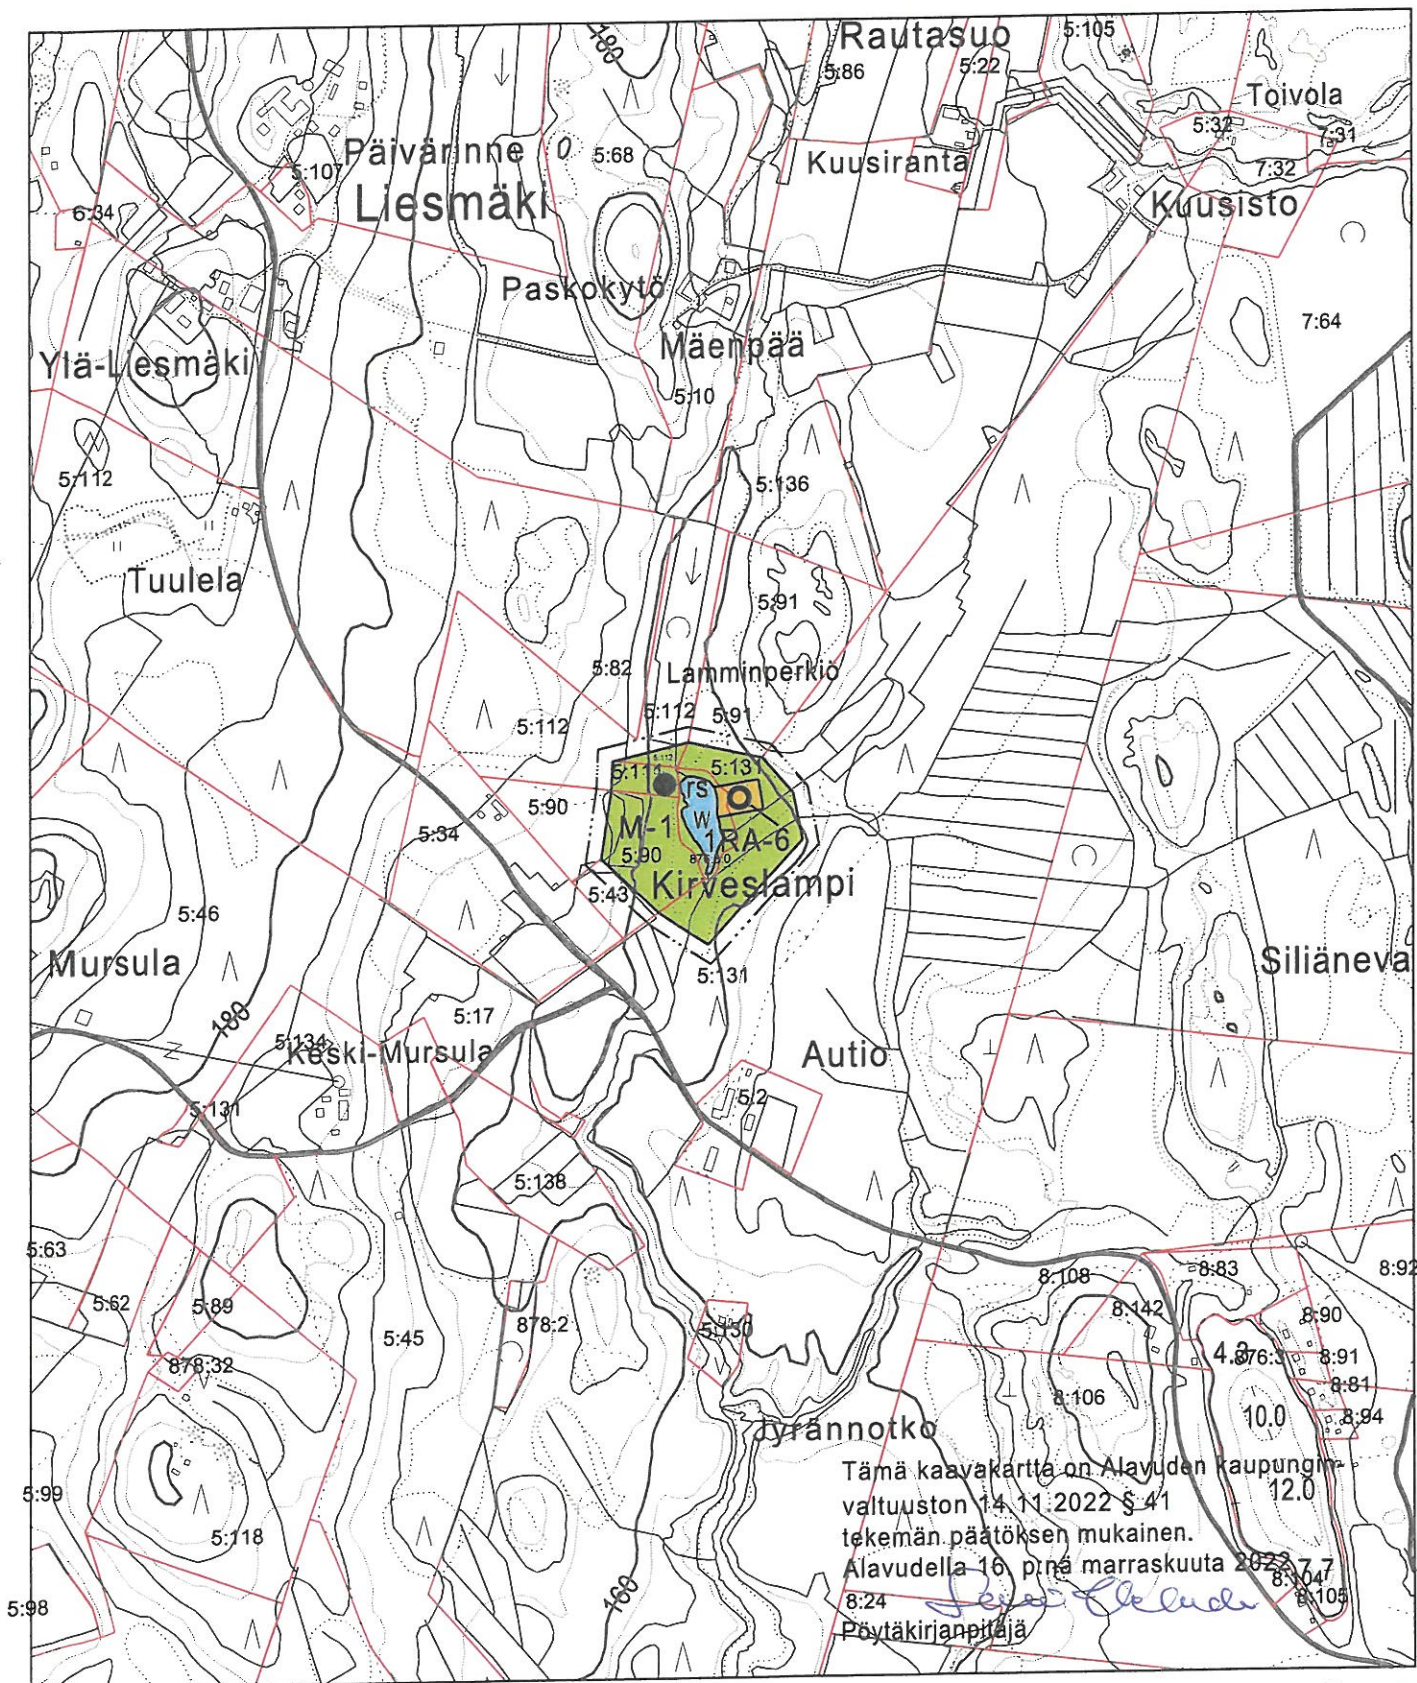 180
Rautasuo
5:105
5:86
5:22
Toivola
5:32
7:31
Päivärinne
5:68
Kuusiranta
7:32
5:107
Liesmäki
6:34
Kuusisto
Paskokytö
7:64
Ylä-Liesmäki
Mäenpää
5:10
5:112
5:136
Tuulela
5:91
5:82
Lamminperkiö
5:112
5:91
5:112
5:111
5:131
rs
5:90
W
5:34
M-1
1
RA-6
5:90
Kirveslampi
5:43
5:46
Mursula
Siliäneva
5:131
180
5:17
5:134
Keski-Mursula
Autio
5:2
5:131
5:138
5:63
8:108
8:83
8:92
5:62
5:89
8:142
8:90
878:2
5:130
5:45
4.8
876:3
8:91
878:32
8:81
8:106
10.0
8:94
Jyrännotko
Tämä kaavakartta on Alavuden kaupungin-
12.0
5:99
valtuuston 14.11.2022 § 41
5:118
tekemän päätöksen mukainen.
Alavudella 16. p:nä marraskuuta 2022
7.7
8:104
8:105
160
5:98
8:24
Pöytäkirjanpitäjä